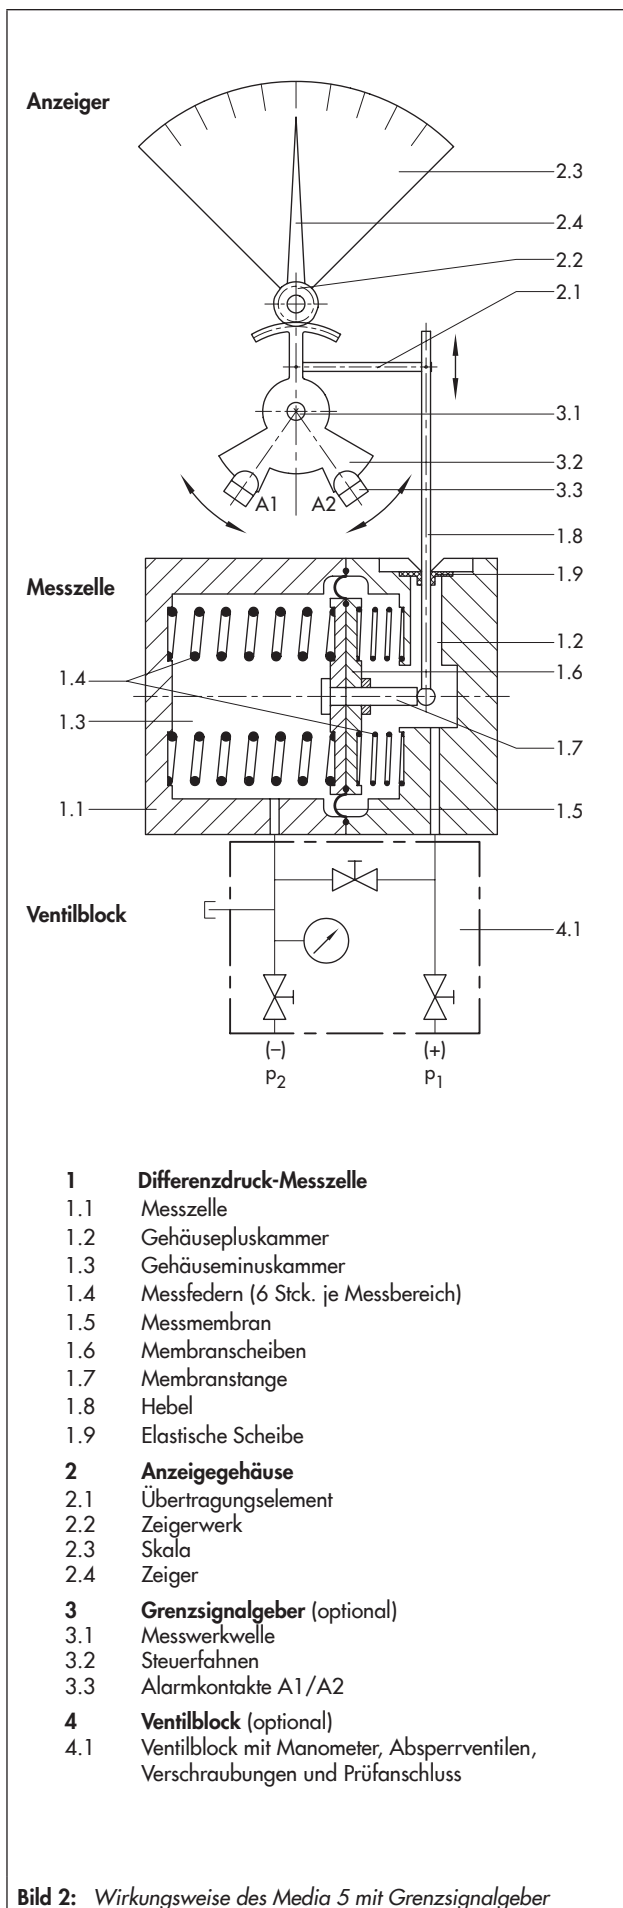 Anzeiger
2.3
2.4
2.2
2.1
3.1
3.2
3.3
A1 A2
1.8
Messzelle
1.9
1.2
1.6
1.4
1.3
1.7
1.1
1.5
Ventilblock
4.1
(–) (+)
p2 p1
1 Differenzdruck-Messzelle
1.1 Messzelle
1.2 Gehäusepluskammer
1.3 Gehäuseminuskammer
1.4 Messfedern (6 Stck. je Messbereich)
1.5 Messmembran
1.6 Membranscheiben
1.7 Membranstange
1.8 Hebel
1.9 Elastische Scheibe
2 Anzeigegehäuse
2.1 Übertragungselement
2.2 Zeigerwerk
2.3 Skala
2.4 Zeiger
3 Grenzsignalgeber (optional)
3.1 Messwerkwelle
3.2 Steuerfahnen
3.3 Alarmkontakte A1/A2
4 Ventilblock (optional)
4.1 Ventilblock mit Manometer, Absperrventilen,
Verschraubungen und Prüfanschluss
Bild 2: Wirkungsweise des Media 5 mit Grenzsignalgeber